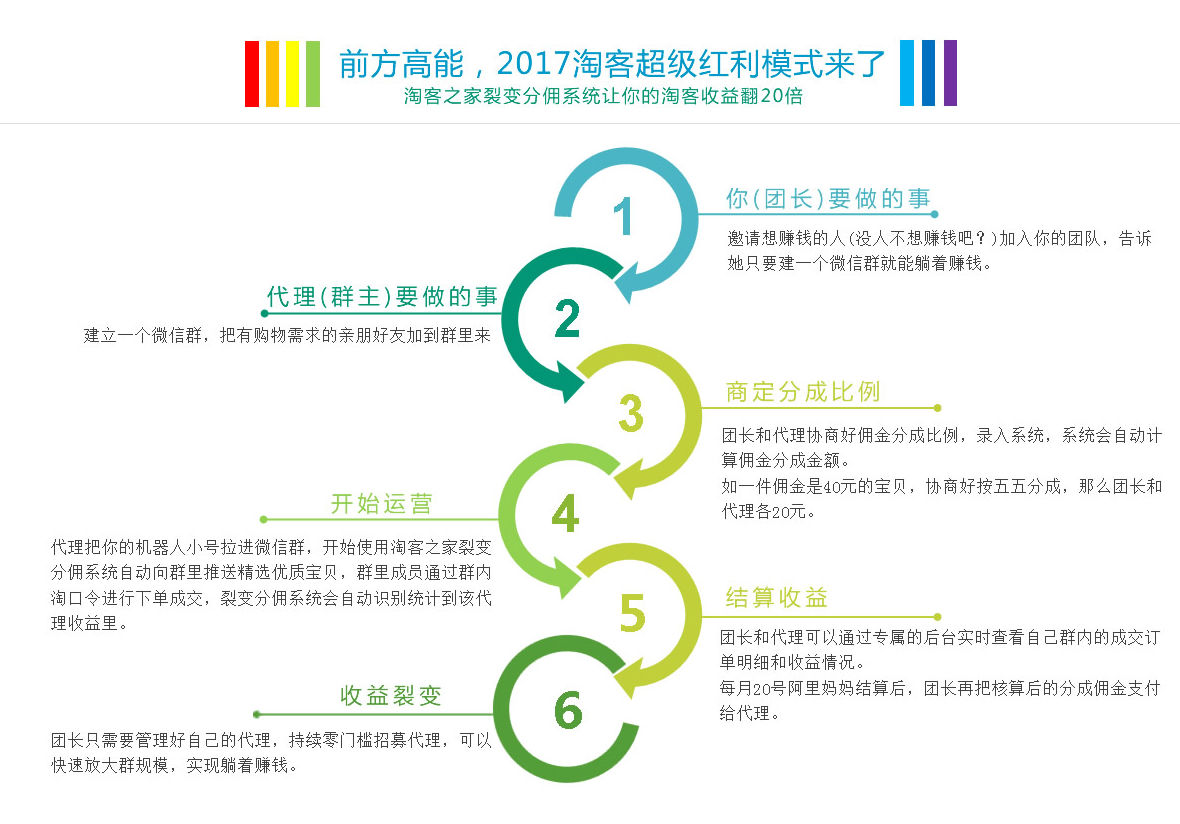 前方高能，2017淘客超级红利模式来了
淘客之家裂变分佣系统让你的淘客收益翻20倍
1
你(团长)要做的事
邀请想赚钱的人(没人不想赚钱吧？)加入你的团队，告诉
她只要建一个微信群就能躺着赚钱。
2
代理(群主)要做的事
建立一个微信群，把有购物需求的亲朋好友加到群里来
3
商定分成比例
团长和代理协商好佣金分成比例，录入系统，系统会自动计
算佣金分成金额。
如一件佣金是40元的宝贝，协商好按五五分成，那么团长和
代理各20元。
4
开始运营
代理把你的机器人小号拉进微信群，开始使用淘客之家裂变
分佣系统自动向群里推送精选优质宝贝，群里成员通过群内
淘口令进行下单成交，裂变分佣系统会自动识别统计到该代
理收益里。
5
结算收益
团长和代理可以通过专属的后台实时查看自己群内的成交订
单明细和收益情况。
每月20号阿里妈妈结算后，团长再把核算后的分成佣金支付
给代理。
6
收益裂变
团长只需要管理好自己的代理，持续零门槛招募代理，可以
快速放大群规模，实现躺着赚钱。